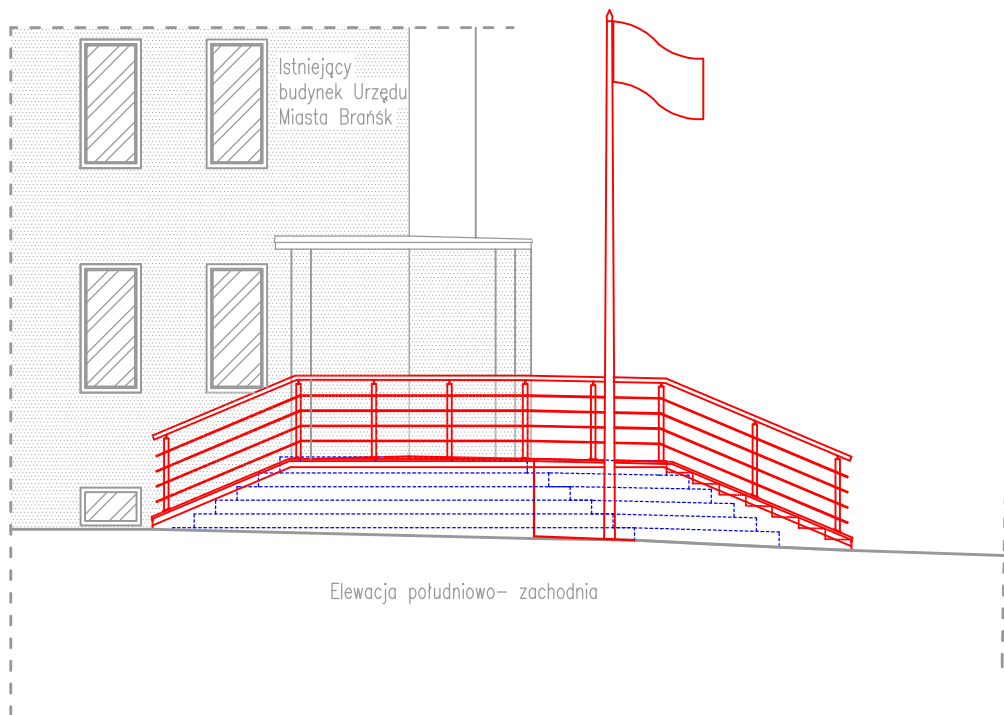 Istniejący
budynek Urzędu
Miasta Brańsk
Elewacja południowo– zachodnia